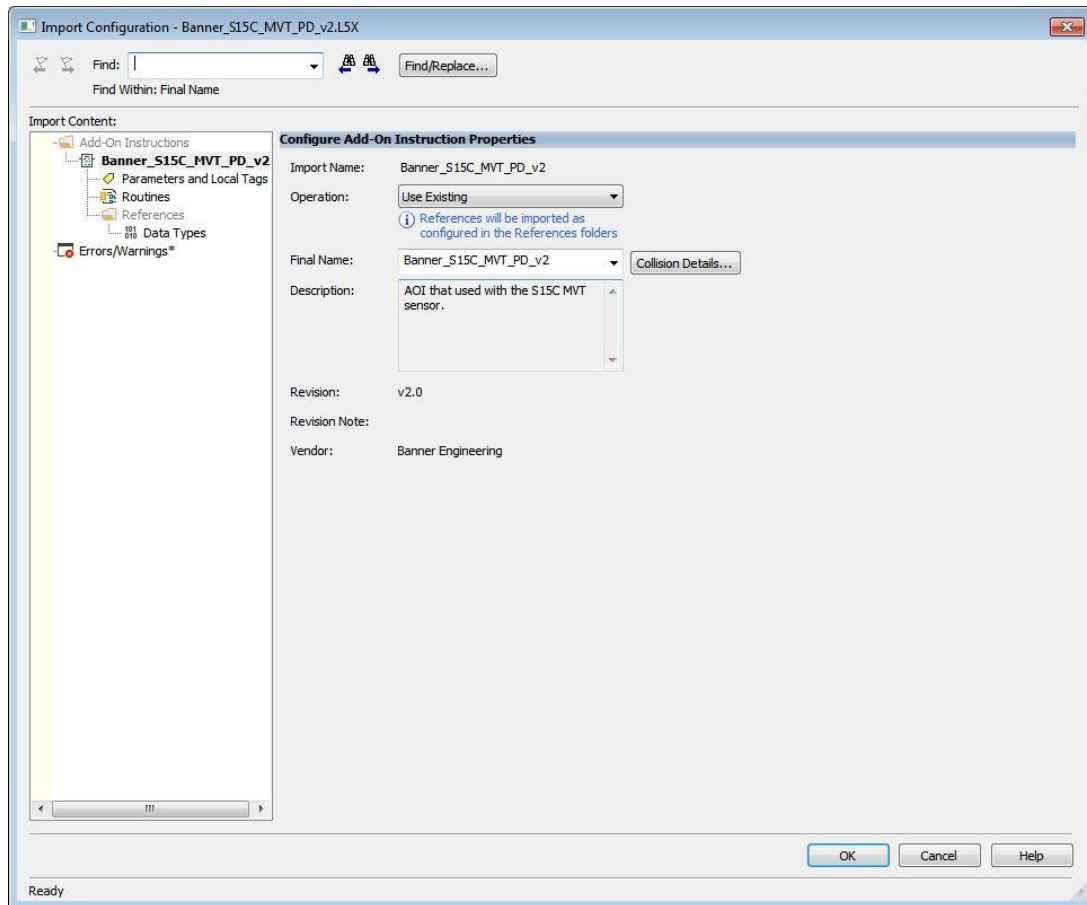 Import Configuration - Banner_S15C_MVT_PD_v2.L5X
Find:
Find/Replace...
Find Within: Final Name
Import Content:
Add-On Instructions
Banner_S15C_MVT_PD_v2
Parameters and Local Tags
Routines
References
Data Types
Errors/Warnings*
Configure Add-On Instruction Properties
Import Name: Banner_S15C_MVT_PD_v2
Operation: Use Existing
References will be imported as
configured in the References folders
Final Name: Banner_S15C_MVT_PD_v2 Collision Details...
Description: AOI that used with the S15C MVT
sensor.
Revision: v2.0
Revision Note:
Vendor: Banner Engineering
OK Cancel Help
Ready